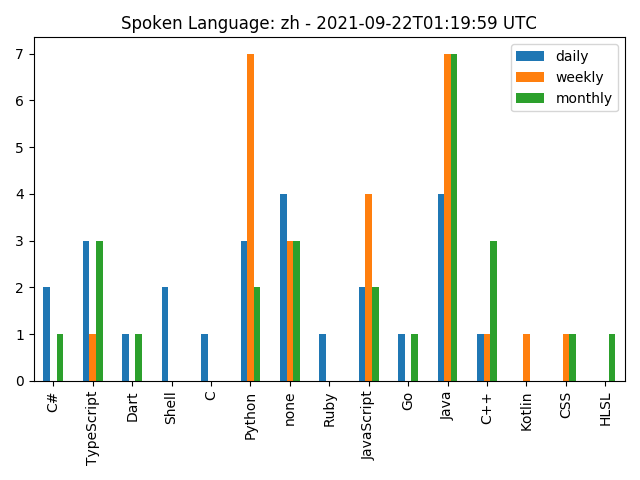 Spoken Language: zh - 2021-09-22T01:19:59 UTC
daily
weekly
monthly
7
6
5
4
3
2
1
0
C#
TypeScript
Dart
Shell
C
Python
none
Ruby
JavaScript
Go
Java
C++
Kotlin
CSS
HLSL